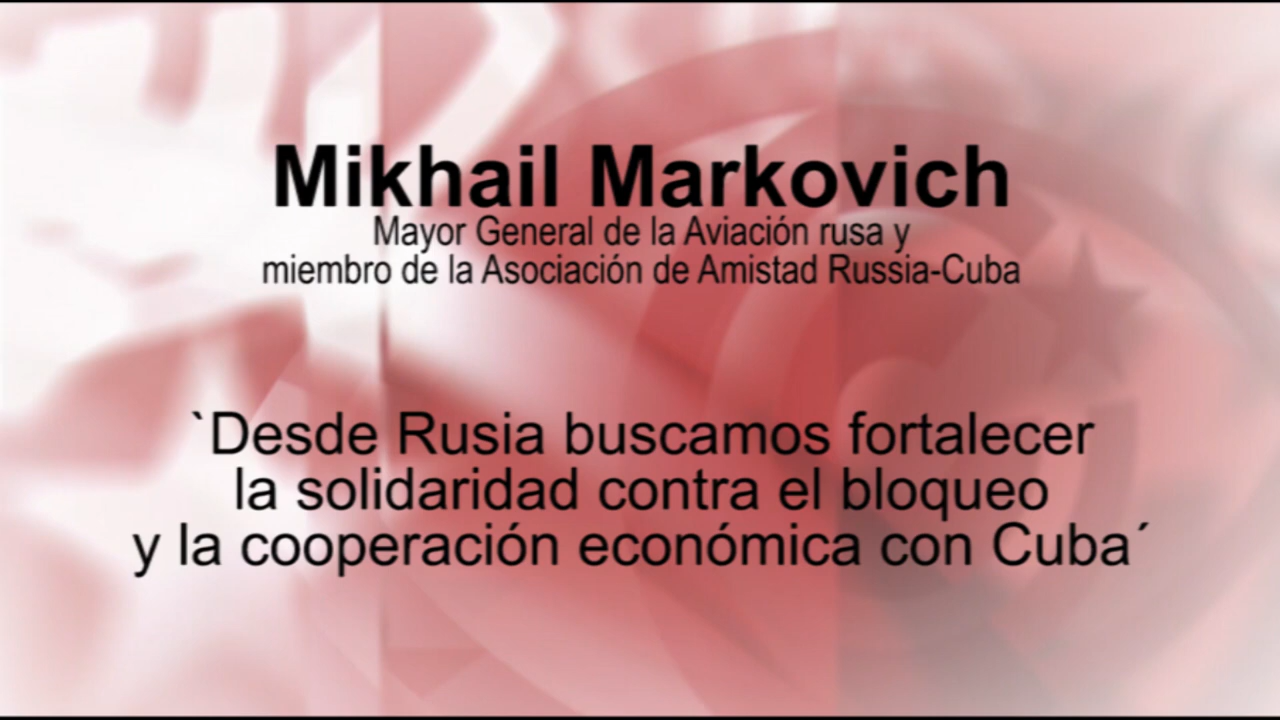 Mikhail Markovich
Mayor General de la Aviación rusa y
miembro de la Asociación de Amistad Russia-Cuba
`Desde Rusia buscamos fortalecer
la solidaridad contra el bloqueo
y la cooperación económica con Cuba´